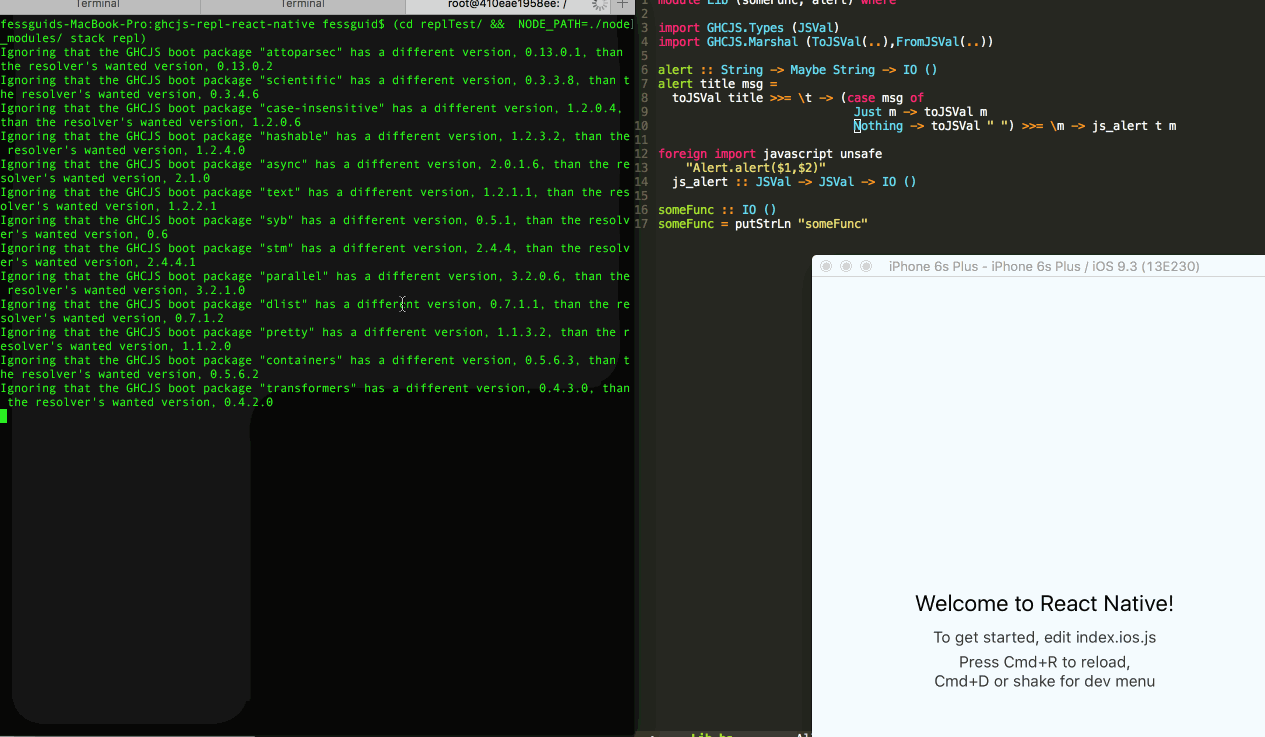 Terminal
Terminal
root@410eae1958ee: /
fessguids-MacBook-Pro:ghcjs-repl-react-native fessguid$ (cd replTest/ &&  NODE_PATH=./node
_modules/ stack repl)
Ignoring that the GHCJS boot package "attoparsec" has a different version, 0.13.0.1, than
the resolver's wanted version, 0.13.0.2
Ignoring that the GHCJS boot package "scientific" has a different version, 0.3.3.8, than t
he resolver's wanted version, 0.3.4.6
Ignoring that the GHCJS boot package "case-insensitive" has a different version, 1.2.0.4,
than the resolver's wanted version, 1.2.0.6
Ignoring that the GHCJS boot package "hashable" has a different version, 1.2.3.2, than the
 resolver's wanted version, 1.2.4.0
Ignoring that the GHCJS boot package "async" has a different version, 2.0.1.6, than the re
solver's wanted version, 2.1.0
Ignoring that the GHCJS boot package "text" has a different version, 1.2.1.1, than the res
olver's wanted version, 1.2.2.1
Ignoring that the GHCJS boot package "syb" has a different version, 0.5.1, than the resolv
er's wanted version, 0.6
Ignoring that the GHCJS boot package "stm" has a different version, 2.4.4, than the resolv
er's wanted version, 2.4.4.1
Ignoring that the GHCJS boot package "parallel" has a different version, 3.2.0.6, than the
 resolver's wanted version, 3.2.1.0
Ignoring that the GHCJS boot package "dlist" has a different version, 0.7.1.1, than the re
solver's wanted version, 0.7.1.2
Ignoring that the GHCJS boot package "pretty" has a different version, 1.1.3.2, than the r
esolver's wanted version, 1.1.2.0
Ignoring that the GHCJS boot package "containers" has a different version, 0.5.6.3, than t
he resolver's wanted version, 0.5.6.2
Ignoring that the GHCJS boot package "transformers" has a different version, 0.4.3.0, than
 the resolver's wanted version, 0.4.2.0
1 module Lib (someFunc, alert) where
2
3 import GHCJS.Types (JSVal)
4 import GHCJS.Marshal (ToJSVal(..),FromJSVal(..))
5
6 alert :: String -> Maybe String -> IO ()
7 alert title msg =
8   toJSVal title >>= \t -> (case msg of
9                             Just m -> toJSVal m
10                             Nothing -> toJSVal " ") >>= \m -> js_alert t m
11
12 foreign import javascript unsafe
13     "Alert.alert($1,$2)"
14   js_alert :: JSVal -> JSVal -> IO ()
15
16 someFunc :: IO ()
17 someFunc = putStrLn "someFunc"
iPhone 6s Plus - iPhone 6s Plus / iOS 9.3 (13E230)
Welcome to React Native!
To get started, edit index.ios.js
Press Cmd+R to reload,
Cmd+D or shake for dev menu
Lib.hs